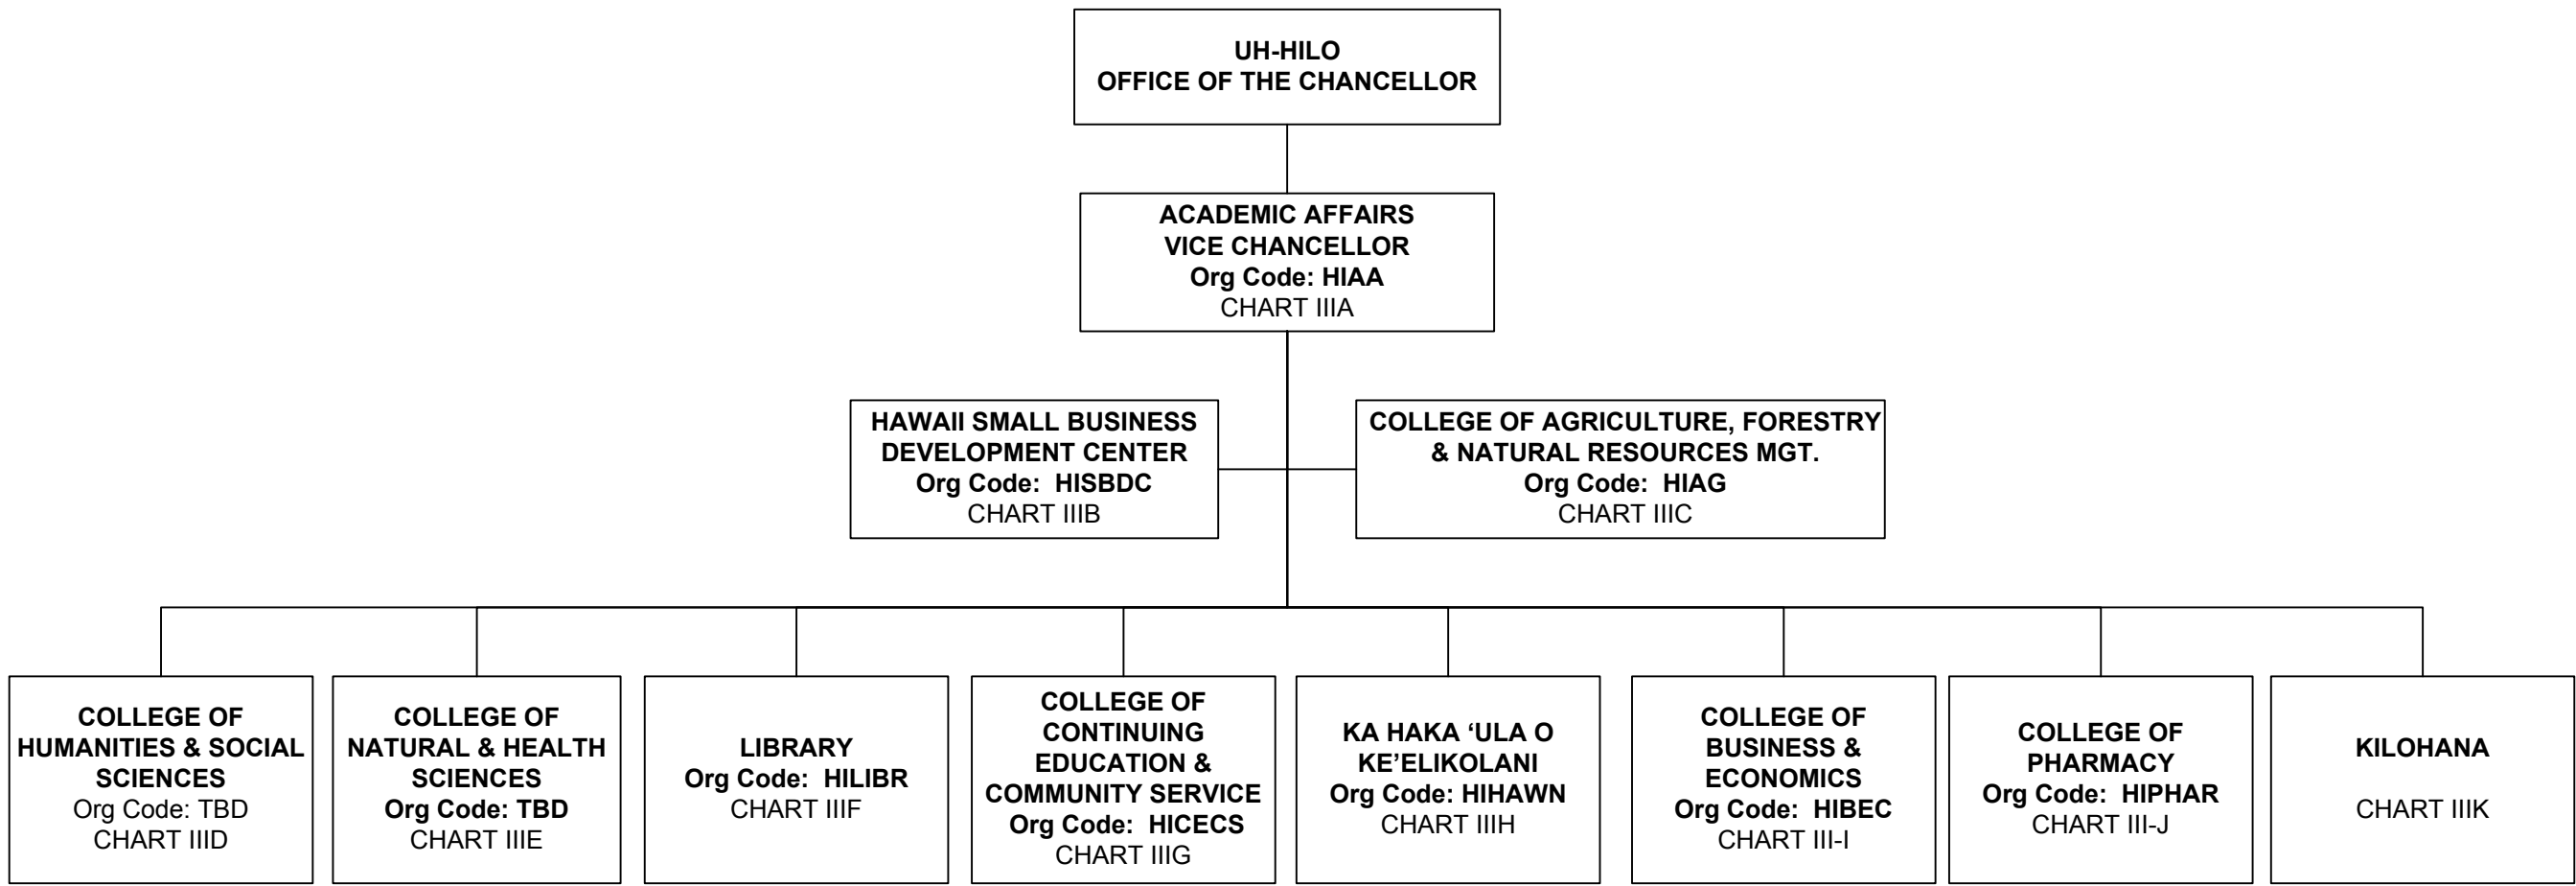 UH-HILO
OFFICE OF THE CHANCELLOR
ACADEMIC AFFAIRS
VICE CHANCELLOR
Org Code: HIAA
CHART IIIA
HAWAII SMALL BUSINESS
DEVELOPMENT CENTER
Org Code: HISBDC
CHART IIIB
COLLEGE OF AGRICULTURE, FORESTRY
& NATURAL RESOURCES MGT.
Org Code: HIAG
CHART IIIC
COLLEGE OF
HUMANITIES & SOCIAL
SCIENCES
Org Code: TBD
CHART IIID
COLLEGE OF
NATURAL & HEALTH
SCIENCES
Org Code: TBD
CHART IIIE
LIBRARY
Org Code: HILIBR
CHART IIIF
COLLEGE OF
CONTINUING
EDUCATION &
COMMUNITY SERVICE
Org Code: HICECS
CHART IIIG
KA HAKA ‘ULA O
KE’ELIKOLANI
Org Code: HIHAWN
CHART IIIH
COLLEGE OF
BUSINESS &
ECONOMICS
Org Code: HIBEC
CHART III-I
COLLEGE OF
PHARMACY
Org Code: HIPHAR
CHART III-J
KILOHANA
CHART IIIK